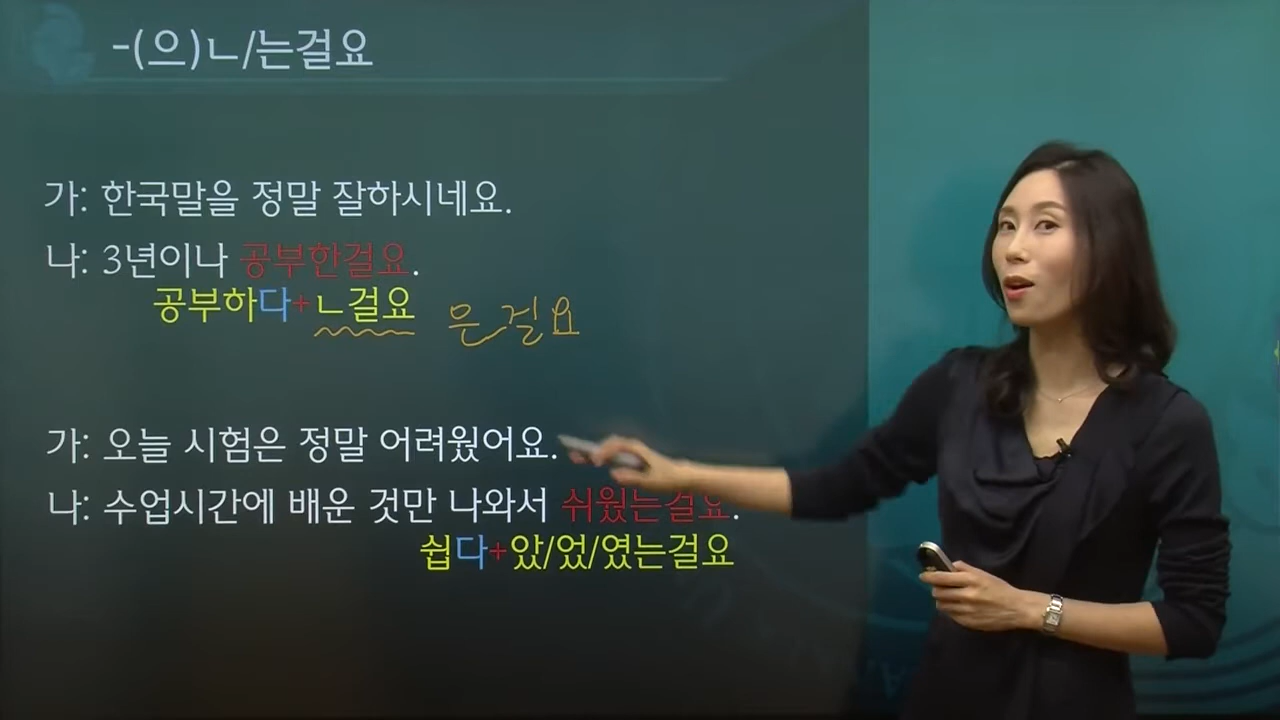 -(으)ㄴ/는걸요
가: 한국말을 정말 잘하시네요.
나: 3년이나 공부한걸요.
공부하다+ㄴ걸요 은걸요
가: 오늘 시험은 정말 어려웠어요.
나: 수업시간에 배운 것만 나와서 쉬웠는걸요.
쉽다+았/었/였는걸요